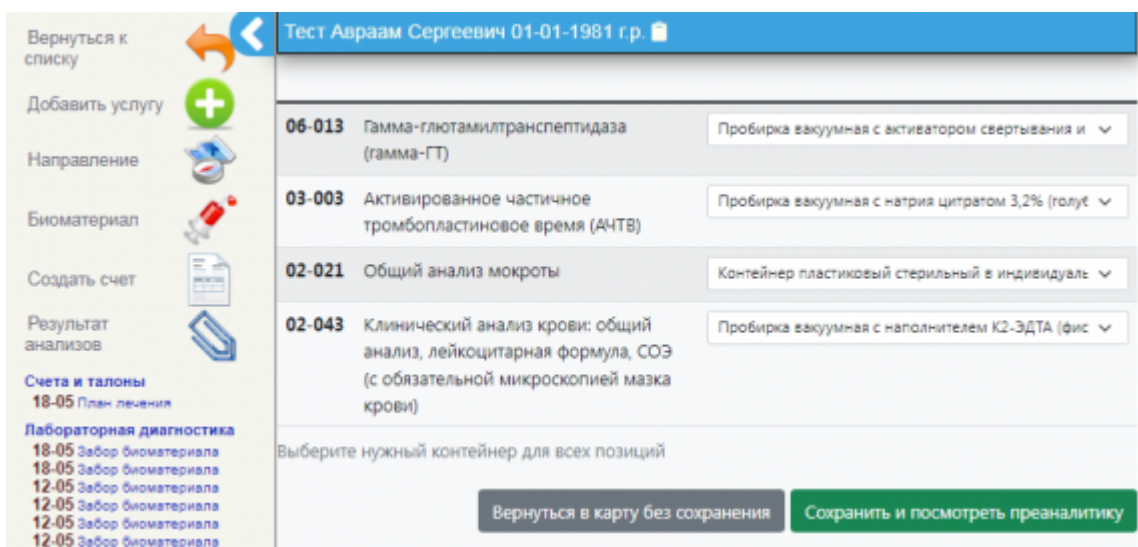 Вернуться к
списку
Добавить услугу
Направление
Биоматериал
Создать счет
Результат
анализов
Счета и талоны
18-05 План лечения
Лабораторная диагностика
18-05 Забор биоматериала
18-05 Забор биоматериала
12-05 Забор биоматериала
12-05 Забор биоматериала
12-05 Забор биоматериала
12-05 Забор биоматериала
Тест Авраам Сергеевич 01-01-1981 г.р.
06-013 Гамма-глютамилтранспептидаза
(гамма-ГТ)
Пробирка вакуумная с активатором свертывания и
03-003 Активированное частичное
тромбопластиновое время (АЧТВ)
Пробирка вакуумная с натрия цитратом 3,2% (голуб
02-021 Общий анализ мокроты
Контейнер пластиковый стерильный в индивидуаль
02-043 Клинический анализ крови: общий
анализ, лейкоцитарная формула, СОЭ
(с обязательной микроскопией мазка
крови)
Пробирка вакуумная с наполнителем К2-ЭДТА (фис
Выберите нужный контейнер для всех позиций
Вернуться в карту без сохранения
Сохранить и посмотреть преаналитику